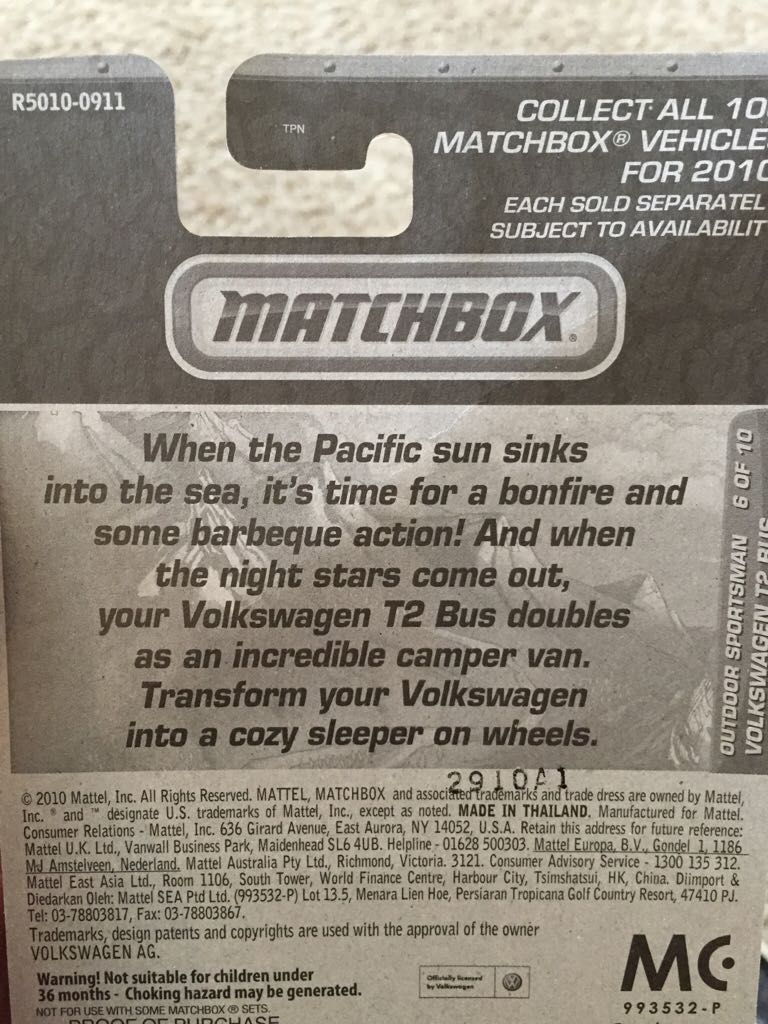 R5010-0911
TPN
COLLECT ALL 10
MATCHBOX® VEHICLE
FOR 2010
EACH SOLD SEPARATEL
SUBJECT TO AVAILABILIT
MATCHBOX®
When the Pacific sun sinks
into the sea, it's time for a bonfire and
some barbeque action! And when
the night stars come out,
your Volkswagen T2 Bus doubles
as an incredible camper van.
Transform your Volkswagen
into a cozy sleeper on wheels.
OUTDOOR SPORTSMAN 6 OF 10
VOLKSWAGEN T2 BUS
2910A1
© 2010 Mattel, Inc. All Rights Reserved. MATTEL, MATCHBOX and associated trademarks and trade dress are owned by Mattel,
Inc. ® and ™ designate U.S. trademarks of Mattel, Inc., except as noted. MADE IN THAILAND. Manufactured for Mattel.
Consumer Relations - Mattel, Inc. 636 Girard Avenue, East Aurora, NY 14052, U.S.A. Retain this address for future reference:
Mattel U.K. Ltd., Vanwall Business Park, Maidenhead SL6 4UB. Helpline - 01628 500303. Mattel Europa, B.V., Gondel 1, 1186
MJ Amstelveen, Nederland. Mattel Australia Pty Ltd., Richmond, Victoria. 3121. Consumer Advisory Service - 1300 135 312.
Mattel East Asia Ltd., Room 1106, South Tower, World Finance Centre, Harbour City, Tsimshatsui, HK, China. Diimport &
Diedarkan Oleh: Mattel SEA Ptd Ltd. (993532-P) Lot 13.5, Menara Lien Hoe, Persiaran Tropicana Golf Country Resort, 47410 PJ.
Tel: 03-78803817, Fax: 03-78803867.
Trademarks, design patents and copyrights are used with the approval of the owner
VOLKSWAGEN AG.
Warning! Not suitable for children under
36 months - Choking hazard may be generated.
NOT FOR USE WITH SOME MATCHBOX ® SETS.
PROOF OF PURCHASE
Officially licensed
by Volkswagen
MC
993532-P